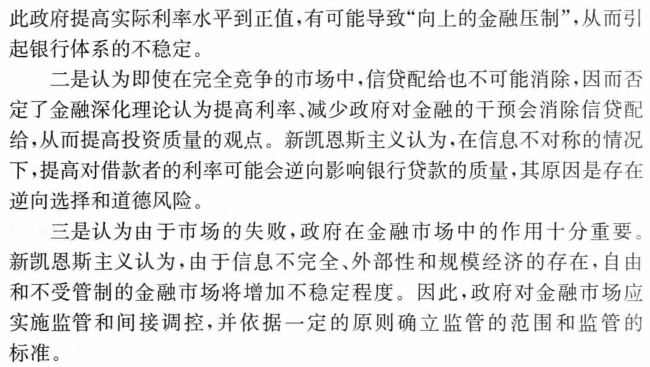 此政府提高实际利率水平到正值,有可能导致“向上的金融压制”,从而引
起银行体系的不稳定。
二是认为即使在完全竞争的市场中,信贷配给也不可能消除,因而否
定了金融深化理论认为提高利率、减少政府对金融的干预会消除信贷配
给,从而提高投资质量的观点。新凯恩斯主义认为,在信息不对称的情况
下,提高对借款者的利率可能会逆向影响银行贷款的质量,其原因是存在
逆向选择和道德风险。
三是认为由于市场的失败,政府在金融市场中的作用十分重要。
新凯恩斯主义认为,由于信息不完全、外部性和规模经济的存在,自由
和不受管制的金融市场将增加不稳定程度。因此,政府对金融市场应
实施监管和间接调控,并依据一定的原则确立监管的范围和监管的
标准。